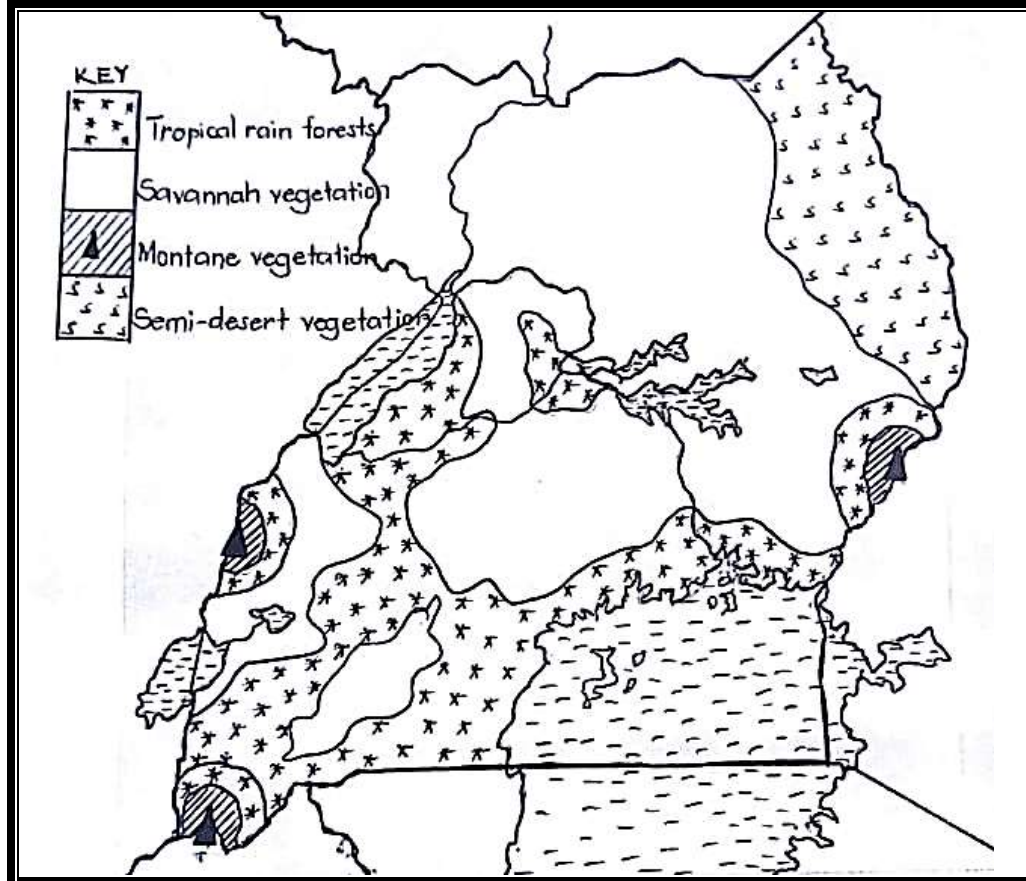 KEY
Tropical rain forests
Savannah vegetation
Montane vegetation
Semi-desert vegetation